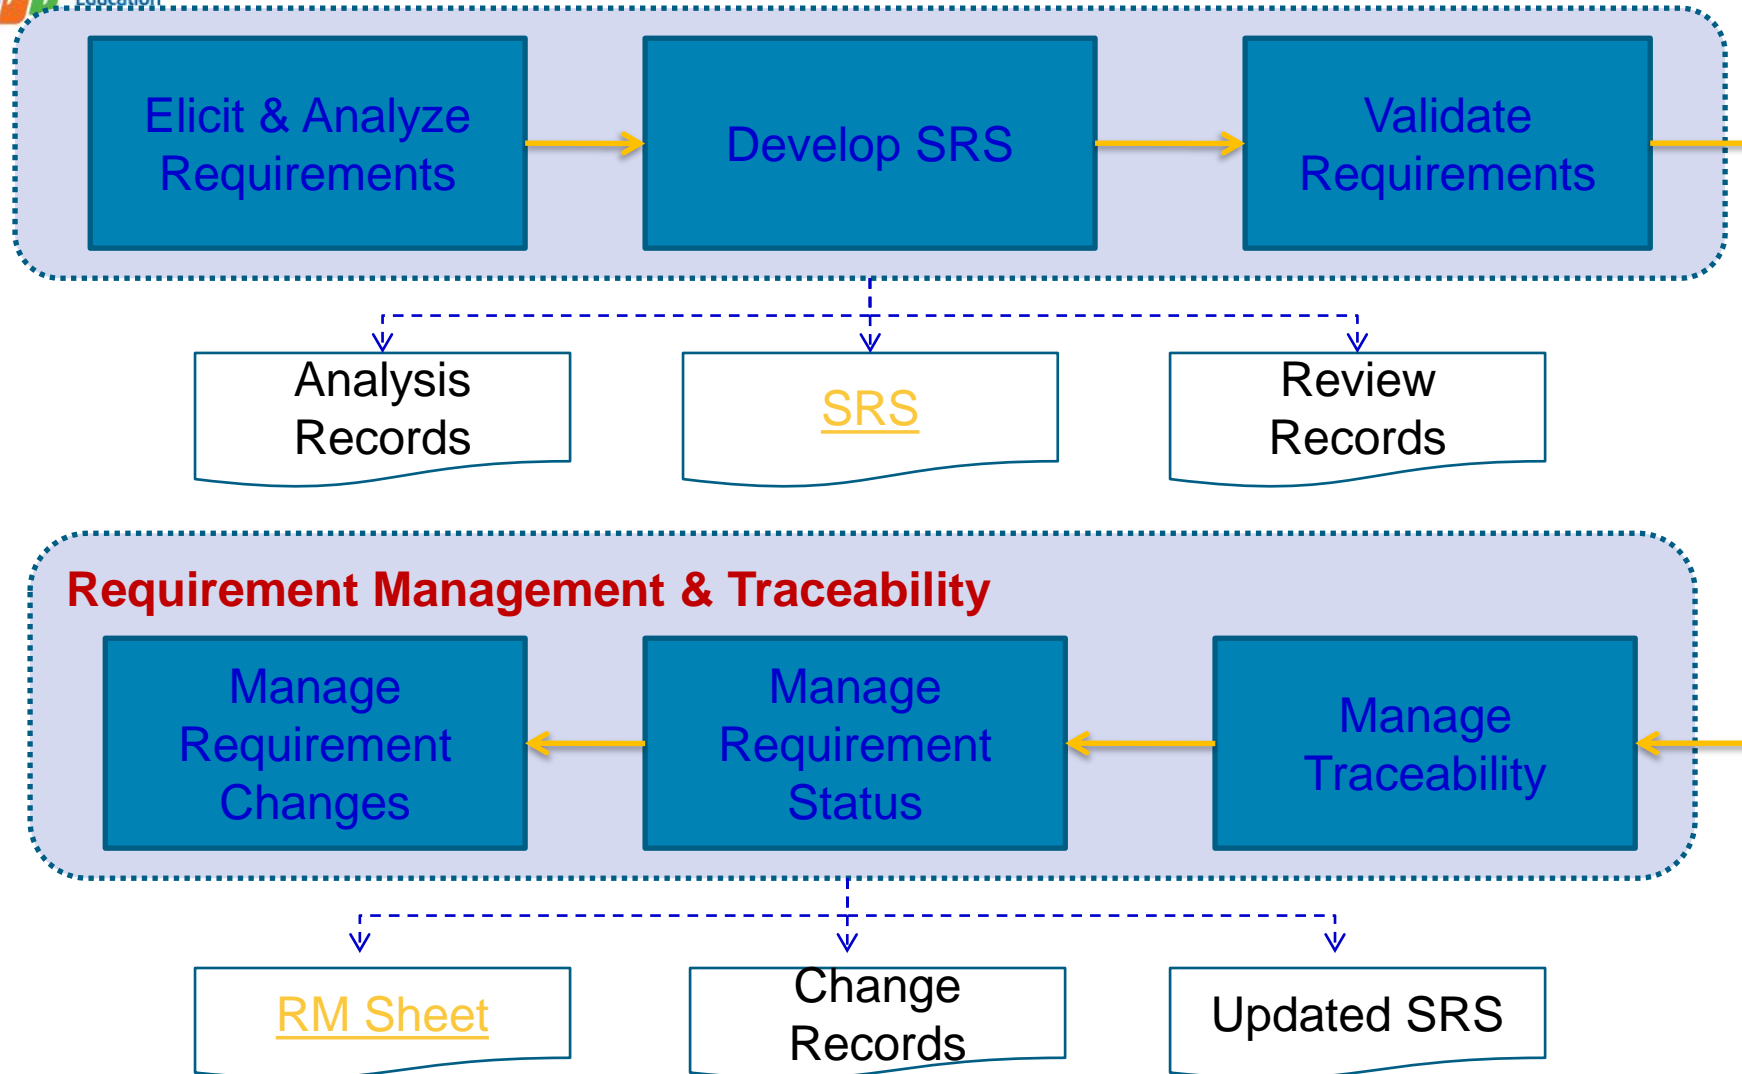 Education
Elicit & Analyze
Requirements
Develop SRS
Validate
Requirements
Analysis
Records
SRS
Review
Records
Requirement Management & Traceability
Manage
Requirement
Changes
Manage
Requirement
Status
Manage
Traceability
RM Sheet
Change
Records
Updated SRS